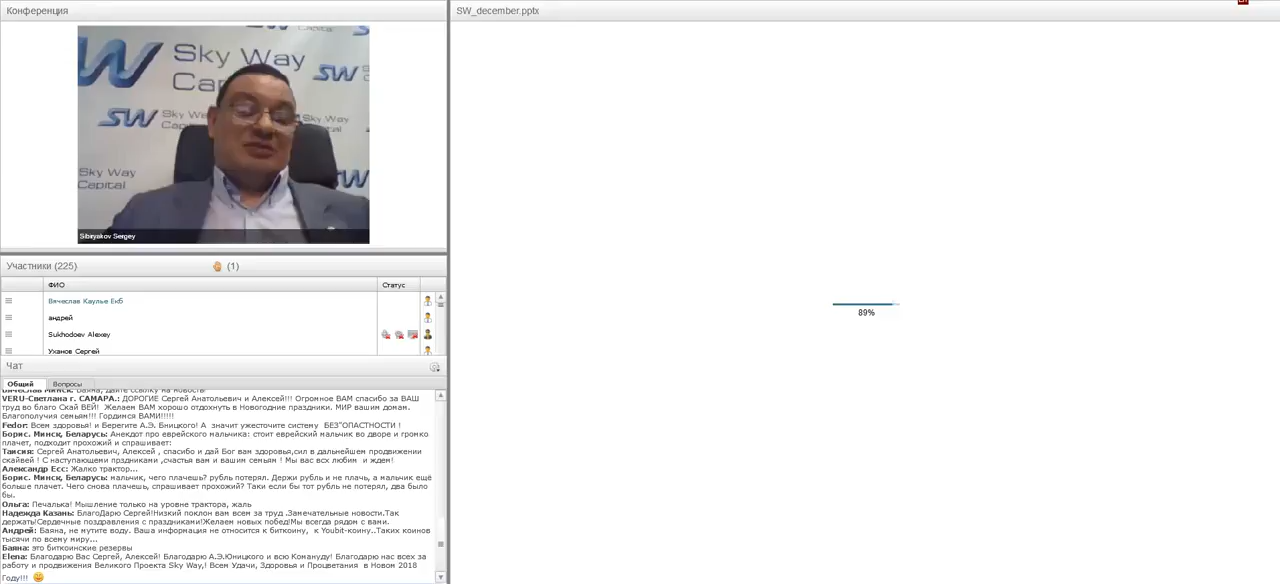 Конференция
SW_december.pptx
Sky Way
Cap
SW
SW
Sky Way
Capital
Sky Way
Capital
Sibiryakov Sergey
Участники (225)
(1)
ФИО
Статус
Вячеслав Каулье Екб
андрей
Sukhodoev Alexey
Уханов Сергей
Чат
Общий
Вопросы
VERU-Светлана г. САМАРА.: ДОРОГИЕ Сергей Анатольевич и Алексей!!! Огромное ВАМ спасибо за ВАШ
труд во благо Скай ВЕЙ! Желаем ВАМ хорошо отдохнуть в Новогодние праздники. МИР вашим домам.
Благополучия семьям!!! Гордимся ВАМИ!!!!!
Fedor: Всем здоровья! и Берегите А.Э. Бницкого! А значит ужесточите систему БЕЗ"ОПАСТНОСТИ !
Борис. Минск, Беларусь: Анекдот про еврейского мальчика: стоит еврейский мальчик во дворе и громко
плачет, подходит прохожий и спрашивает:
Таисия: Сергей Анатольевич, Алексей , спасибо и дай Бог вам здоровья,сил в дальнейшем продвижении
скайвей ! С наступающеми прздниками ,счастья вам и вашим семьям ! Мы вас всх любим и ждем!
Александр Есс: Жалко трактор...
Борис. Минск, Беларусь: мальчик, чего плачешь? рубль потерял. Держи рубль и не плачь, а мальчик ещё
больше плачет. Чего снова плачешь, спрашивает прохожий? Таки если бы тот рубль не потерял, два было
бы.
Ольга: Печалька! Мышление только на уровне трактора, жаль
Надежда Казань: БлагоДарю Сергей!Низкий поклон вам всем за труд .Замечательные новости.Так
держать!Сердечные поздравления с праздниками!Желаем новых побед!Мы всегда рядом с вами.
Андрей: Баяна, не мутите воду. Ваша информация не относится к биткоину, к Youbit-коину..Таких коинов
тысячи по всему миру...
Баяна: это биткоинские резервы
Elena: Благодарю Вас Сергей, Алексей! Благодарю А.Э.Юницкого и всю Комануду! Благодарю нас всех за
работу и продвижения Великого Проекта Sky Way,! Всем Удачи, Здоровья и Процветания в Новом 2018
Году!!!
89%